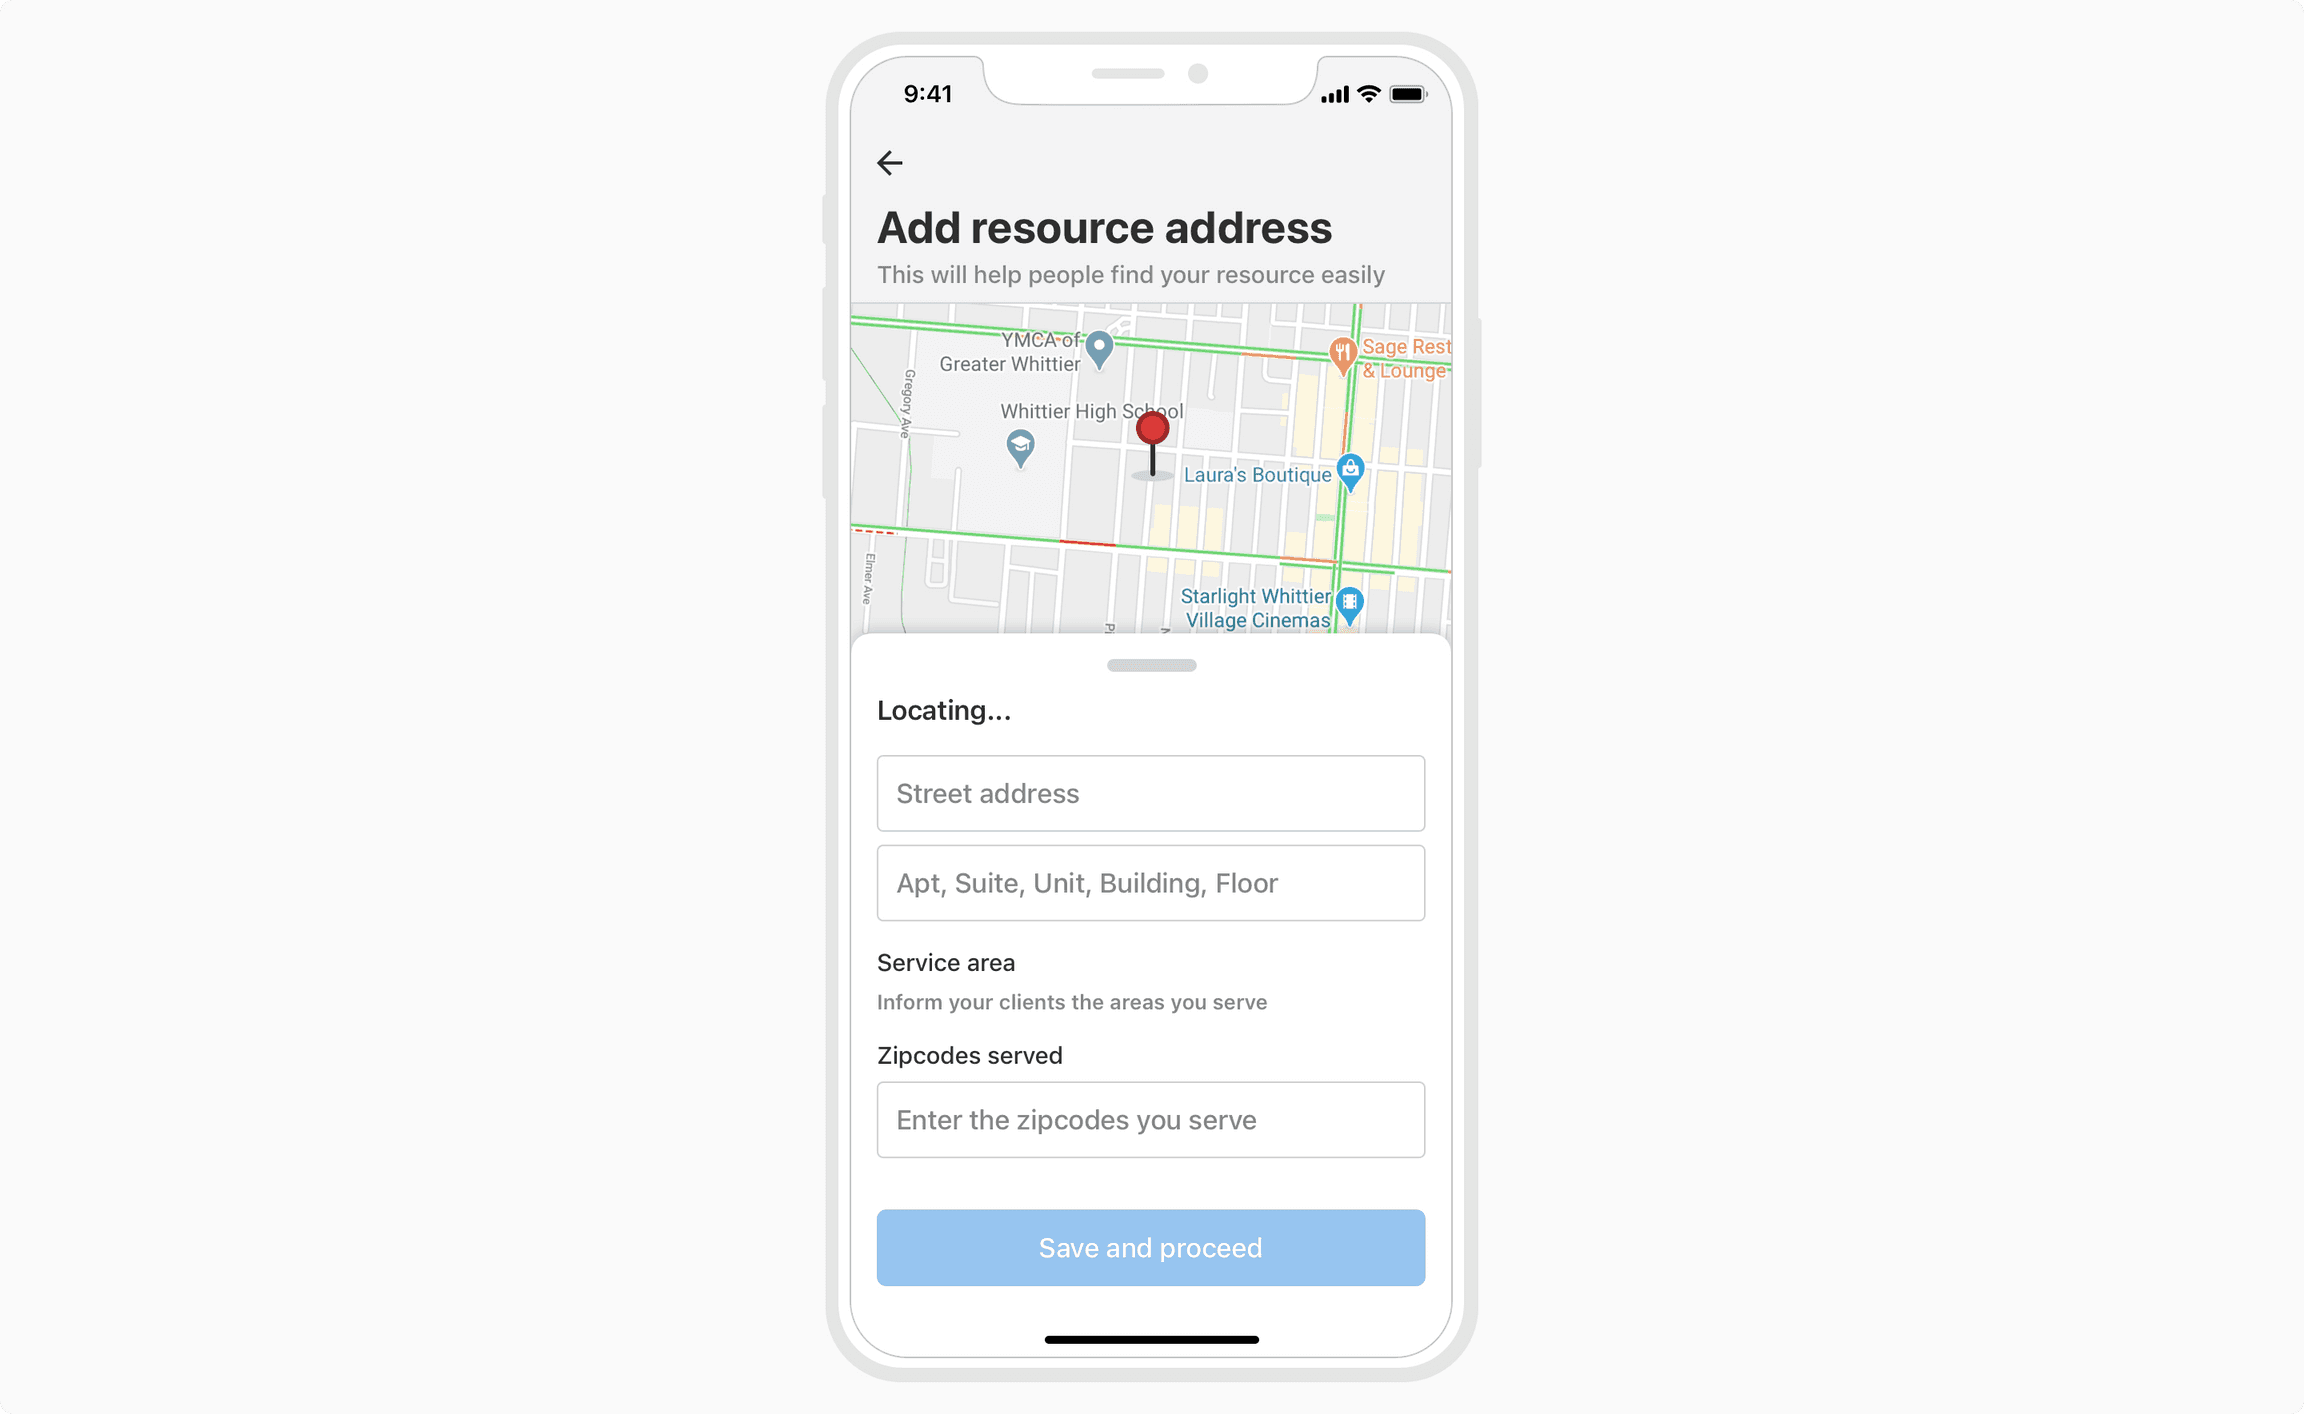 9:41
Add resource address
This will help people find your resource easily
YMCA of
Greater Whittier
Sage Rest
& Lounge
Gregory Ave
Whittier High School
Laura's Boutique
Elmer Ave
Starlight Whittier
Village Cinemas
Locating...
Street address
Apt, Suite, Unit, Building, Floor
Service area
Inform your clients the areas you serve
Zipcodes served
Enter the zipcodes you serve
Save and proceed